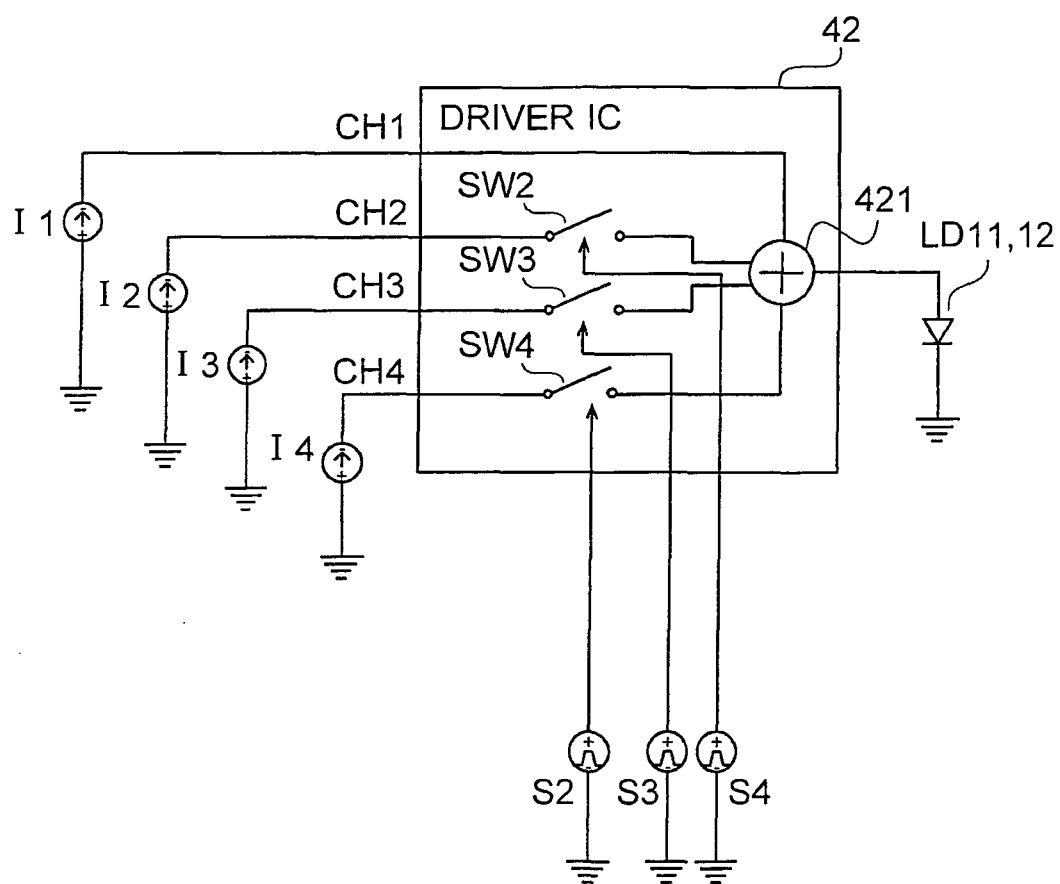 42
DRIVER IC
CH1
SW2
I 1
CH2
421
LD11,12
SW3
I 2
CH3
SW4
I 3
CH4
I 4
S2
S3
S4